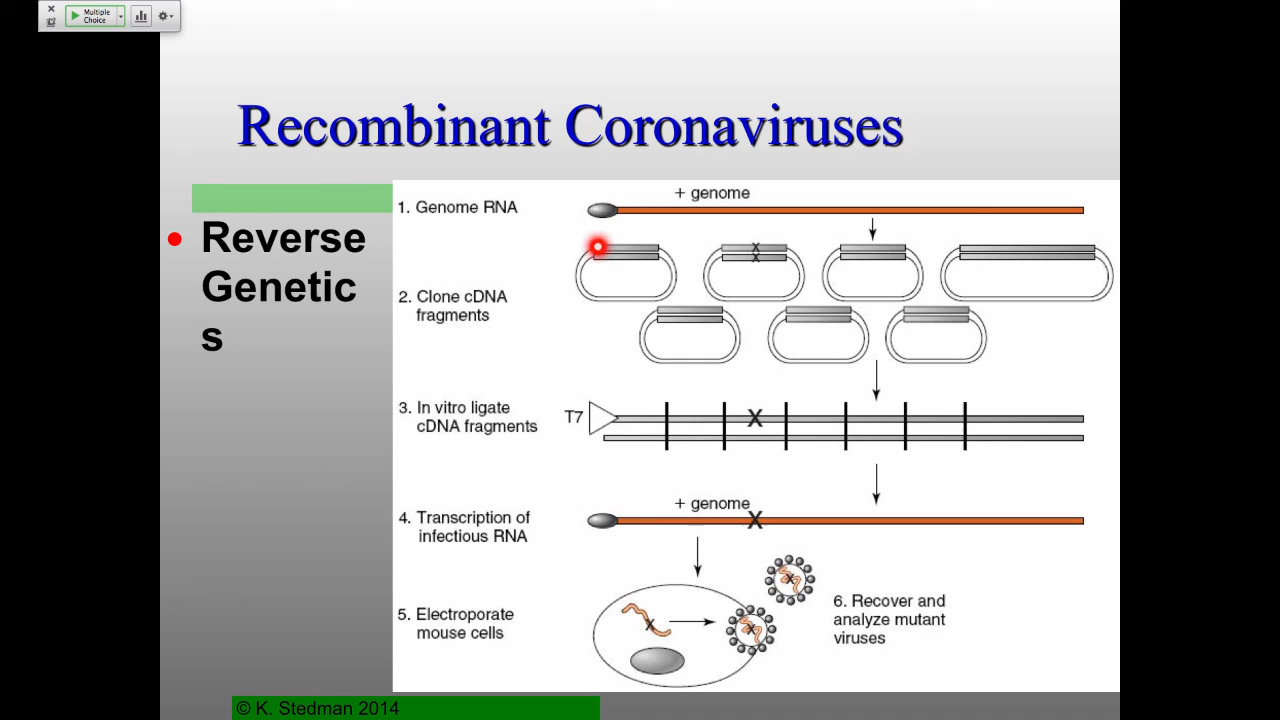 Multiple
Choice
Recombinant Coronaviruses
• Reverse
Genetic
s
+ genome
1. Genome RNA
X
X
2. Clone cDNA
fragments
3. In vitro ligate
cDNA fragments
T7
X
+ genome
4. Transcription of
infectious RNA
X
5. Electroporate
mouse cells
X
X
X
6. Recover and
analyze mutant
viruses
© K. Stedman 2014